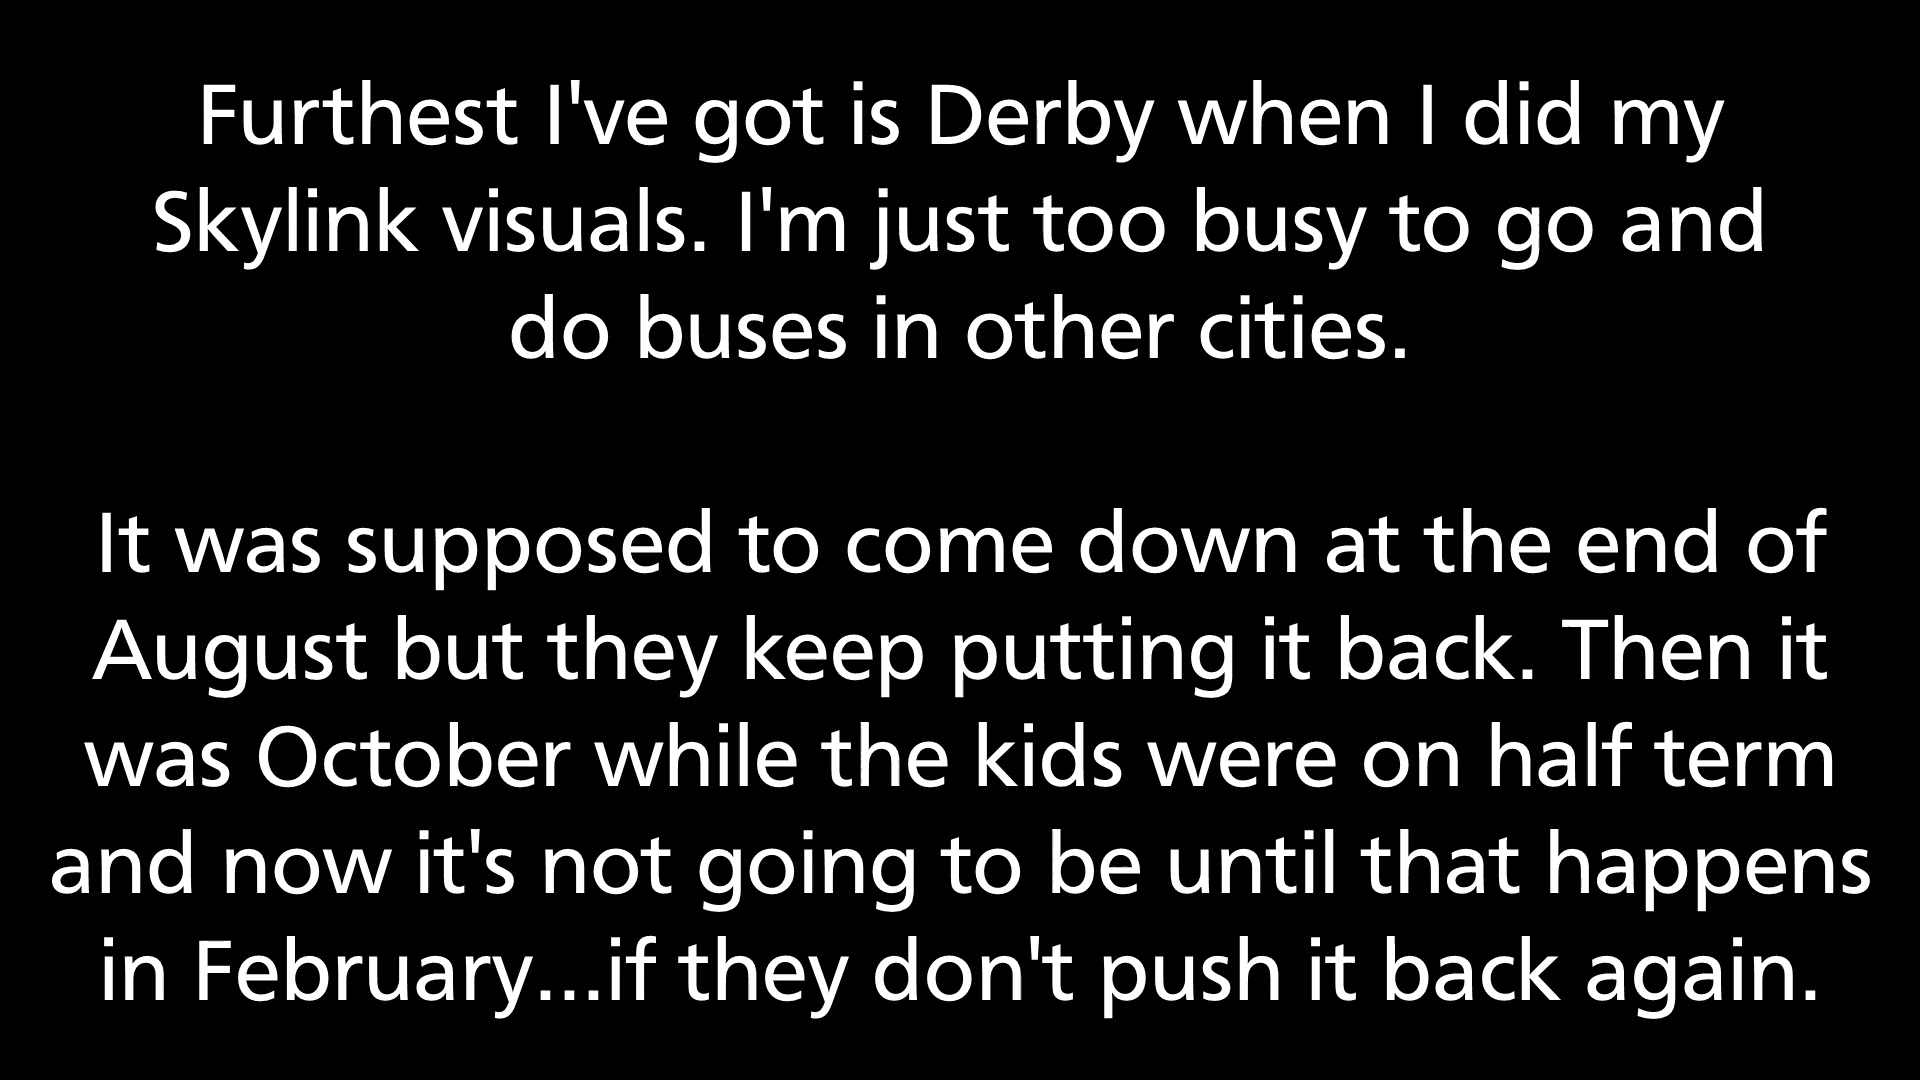 Furthest I've got is Derby when I did my
Skylink visuals. I'm just too busy to go and
do buses in other cities.
It was supposed to come down at the end of
August but they keep putting it back. Then it
was October while the kids were on half term
and now it's not going to be until that happens
in February...if they don't push it back again.